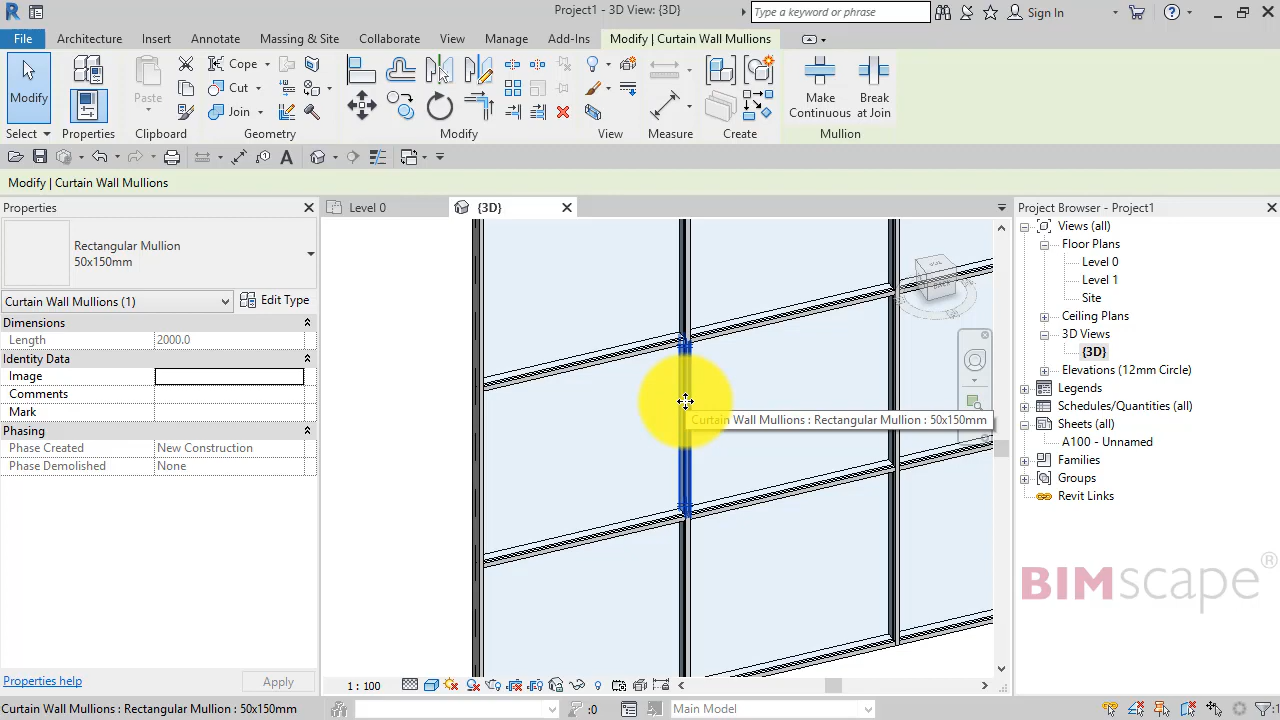 Project1 - 3D View: {3D}
Type a keyword or phrase
Sign In
File
Architecture
Insert
Annotate
Massing & Site
Collaborate
View
Manage
Add-Ins
Modify | Curtain Wall Mullions
Modify
Properties
Paste
Cope
Cut
Join
Make
Continuous
Break
at Join
Select
Properties
Clipboard
Geometry
Modify
View
Measure
Create
Mullion
Modify | Curtain Wall Mullions
Properties
Level 0
{3D}
Project Browser - Project1
Rectangular Mullion
50x150mm
Curtain Wall Mullions (1)
Edit Type
Dimensions
Length 2000.0
Identity Data
Image
Comments
Mark
Phasing
Phase Created New Construction
Phase Demolished None
Properties help
Apply
Curtain Wall Mullions : Rectangular Mullion : 50x150mm
Views (all)
Floor Plans
Level 0
Level 1
Site
Ceiling Plans
3D Views
{3D}
Elevations (12mm Circle)
Legends
Schedules/Quantities (all)
Sheets (all)
A100 - Unnamed
Families
Groups
Revit Links
BIMscape®
1 : 100
Curtain Wall Mullions : Rectangular Mullion : 50x150mm
:0
Main Model
:1